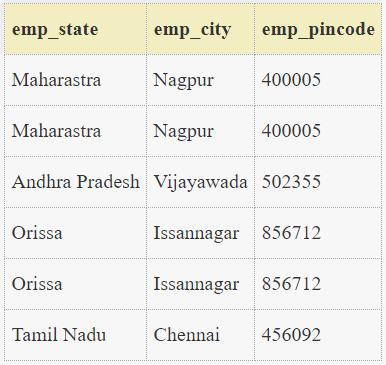 emp_state emp_city emp_pincode
Maharastra Nagpur 400005
Maharastra Nagpur 400005
Andhra Pradesh Vijayawada 502355
Orissa Issannagar 856712
Orissa Issannagar 856712
Tamil Nadu Chennai 456092